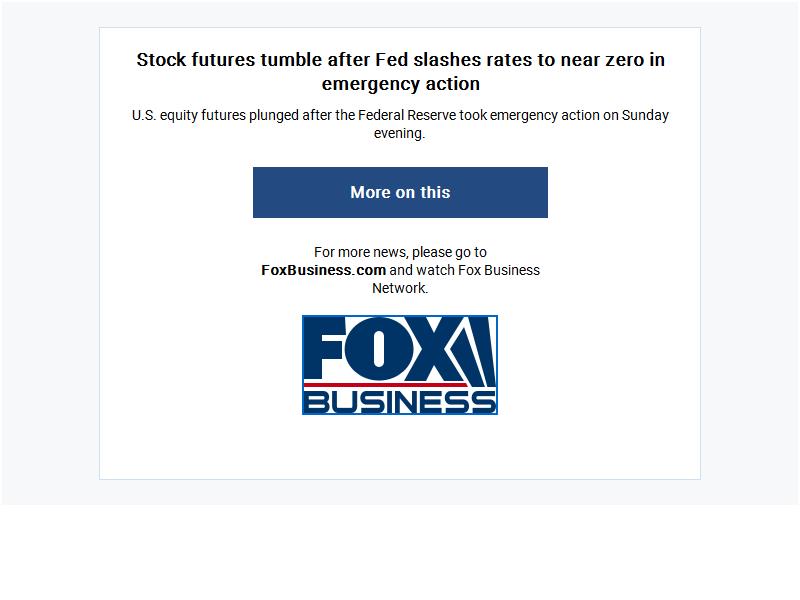 Stock futures tumble after Fed slashes rates to near zero in
emergency action
U.S. equity futures plunged after the Federal Reserve took emergency action on Sunday
evening.
More on this
For more news, please go to
FoxBusiness.com and watch Fox Business
Network.
FOX
BUSINESS